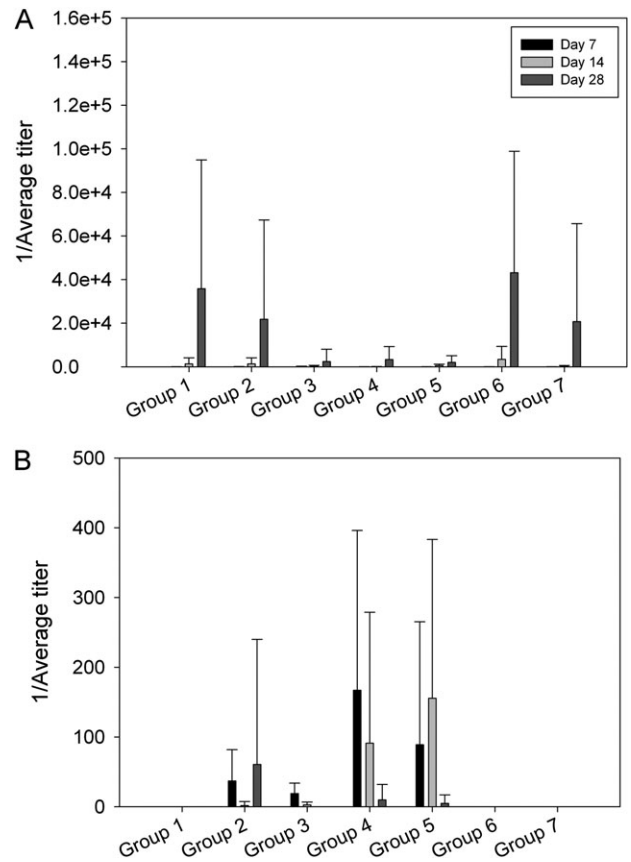 A
1/Average titer
1.6e+5
1.4e+5
1.2e+5
1.0e+5
8.0e+4
6.0e+4
4.0e+4
2.0e+4
0.0
Day 7
Day 14
Day 28
Group 1
Group 2
Group 3
Group 4
Group 5
Group 6
Group 7
B
1/Average titer
500
400
300
200
100
0
Group 1
Group 2
Group 3
Group 4
Group 5
Group 6
Group 7